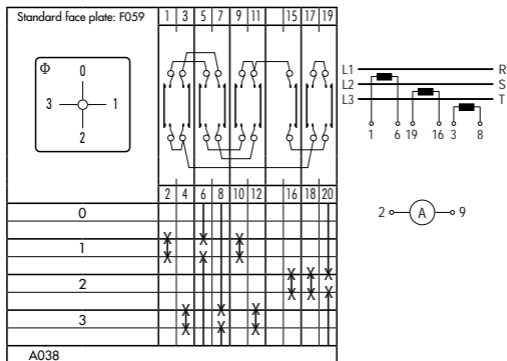 Standard face plate: F059
1 3 5 7 9 11 15 17 19
Φ
0
3 1
2
L1 R
L2 S
L3 T
1 6 19 16 3 8
2 4 6 8 10 12 16 18 20
2 A 9
0
1
X X X
X X X
2
X X X
X X X
3
X X X
X X X
A038